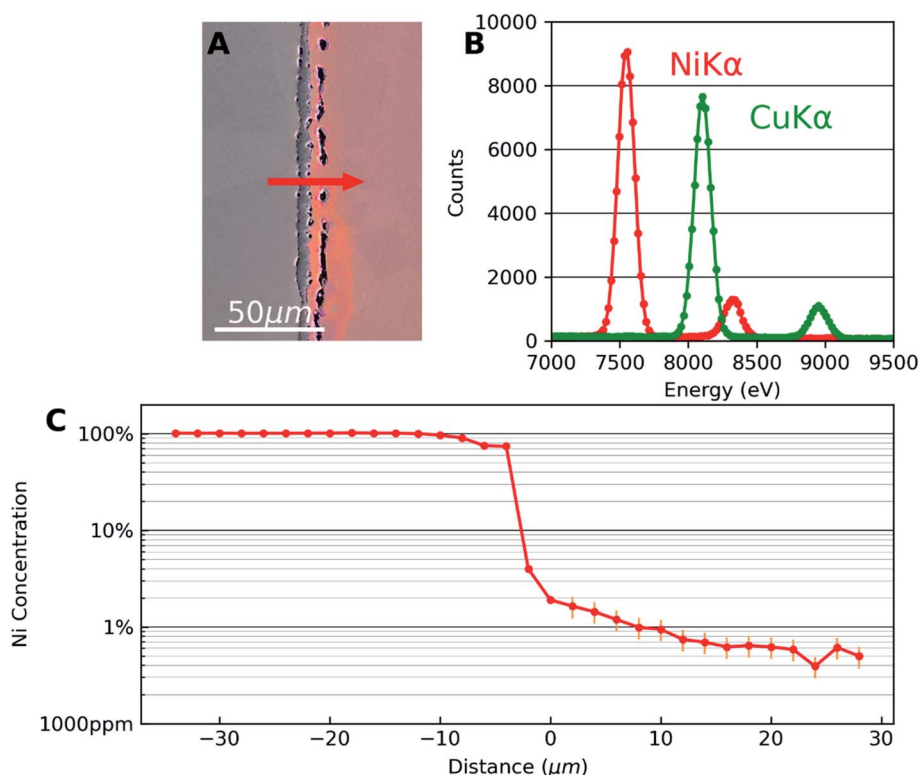 A
50μm
B
NiKα
CuKα
Counts
10000
8000
6000
4000
2000
0
7000 7500 8000 8500 9000 9500
Energy (eV)
C
Ni Concentration
100%
10%
1%
1000ppm
−30 −20 −10 0 10 20 30
Distance (μm)